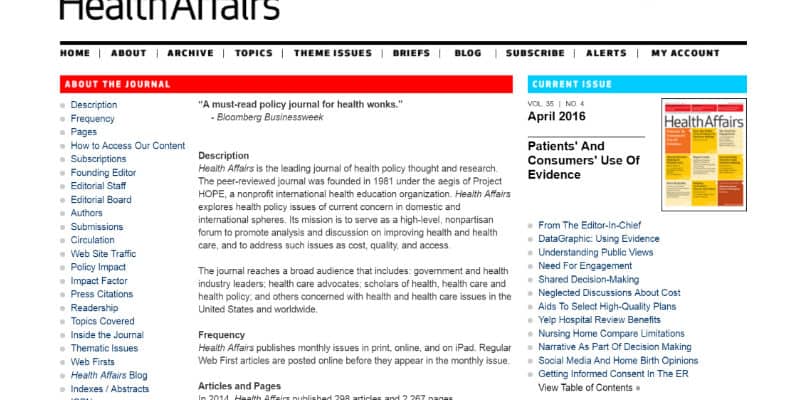 HealthAffairs
HOME | ABOUT | ARCHIVE | TOPICS | THEME ISSUES | BRIEFS | BLOG | SUBSCRIBE | ALERTS | MY ACCOUNT
ABOUT THE JOURNAL
Description
Frequency
Pages
How to Access Our Content
Subscriptions
Founding Editor
Editorial Staff
Editorial Board
Authors
Submissions
Circulation
Web Site Traffic
Policy Impact
Impact Factor
Press Citations
Readership
Topics Covered
Inside the Journal
Thematic Issues
Web Firsts
Health Affairs Blog
Indexes / Abstracts
“A must-read policy journal for health wonks.”
- Bloomberg Businessweek
Description
Health Affairs is the leading journal of health policy thought and research.
The peer-reviewed journal was founded in 1981 under the aegis of Project
HOPE, a nonprofit international health education organization. Health Affairs
explores health policy issues of current concern in domestic and
international spheres. Its mission is to serve as a high-level, nonpartisan
forum to promote analysis and discussion on improving health and health
care, and to address such issues as cost, quality, and access.
The journal reaches a broad audience that includes: government and health
industry leaders; health care advocates; scholars of health, health care and
health policy; and others concerned with health and health care issues in the
United States and worldwide.
Frequency
Health Affairs publishes monthly issues in print, online, and on iPad. Regular
Web First articles are posted online before they appear in the monthly issue.
Articles and Pages
In 2014, Health Affairs published 298 articles and 2,267 pages.
CURRENT ISSUE
VOL. 35 | NO. 4
April 2016
Patients' And
Consumers' Use Of
Evidence
HealthAffairs
From The Editor-In-Chief
DataGraphic: Using Evidence
Understanding Public Views
Need For Engagement
Shared Decision-Making
Neglected Discussions About Cost
Aids To Select High-Quality Plans
Yelp Hospital Review Benefits
Nursing Home Compare Limitations
Narrative As Part Of Decision Making
Social Media And Home Birth Opinions
Getting Informed Consent In The ER
View Table of Contents »